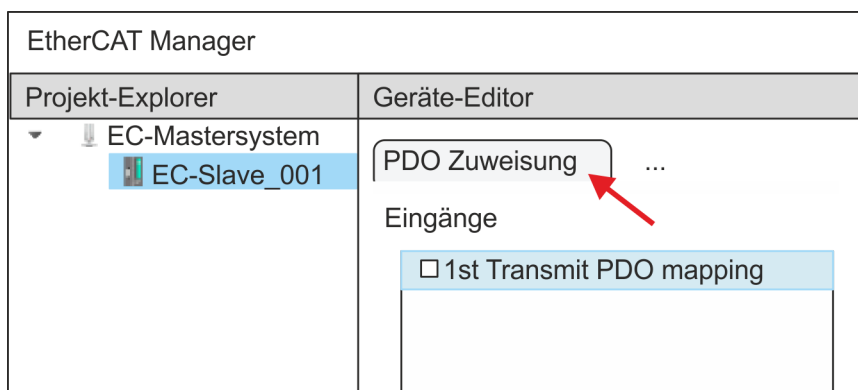 EtherCAT Manager
Projekt-Explorer
Geräte-Editor
EC-Mastersystem
EC-Slave_001
PDO Zuweisung
...
Eingänge
1st Transmit PDO mapping